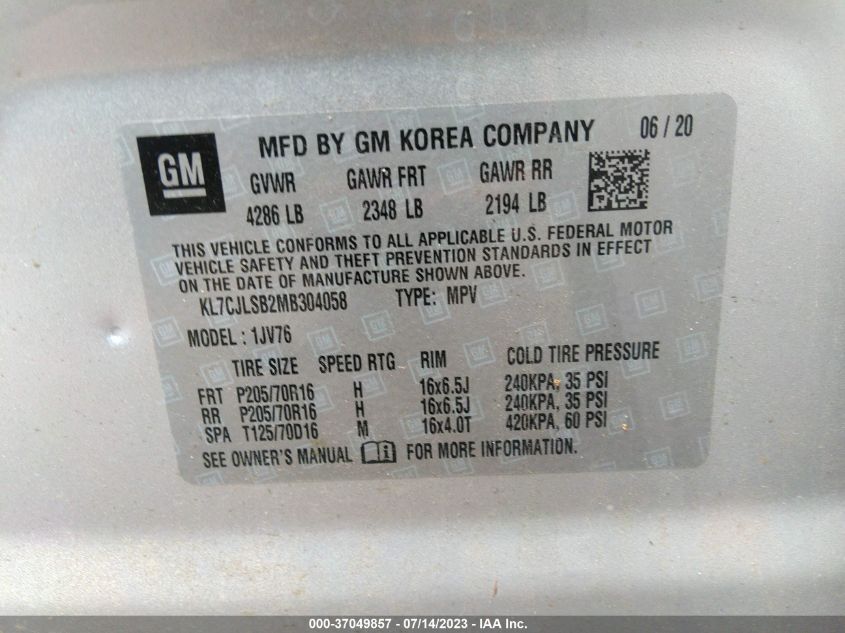 GM
MFD BY GM KOREA COMPANY 06 / 20
GVWR GAWR FRT GAWR RR
4286 LB 2348 LB 2194 LB
THIS VEHICLE CONFORMS TO ALL APPLICABLE U.S. FEDERAL MOTOR
VEHICLE SAFETY AND THEFT PREVENTION STANDARDS IN EFFECT
ON THE DATE OF MANUFACTURE SHOWN ABOVE.
KL7CJLSB2MB304058 TYPE: MPV
MODEL : 1JV76
TIRE SIZE SPEED RTG RIM COLD TIRE PRESSURE
FRT P205/70R16 H 16x6.5J 240KPA, 35 PSI
RR P205/70R16 H 16x6.5J 240KPA, 35 PSI
SPA T125/70D16 M 16x4.0T 420KPA, 60 PSI
SEE OWNER'S MANUAL FOR MORE INFORMATION.
000-37049857 - 07/14/2023 - IAA Inc.